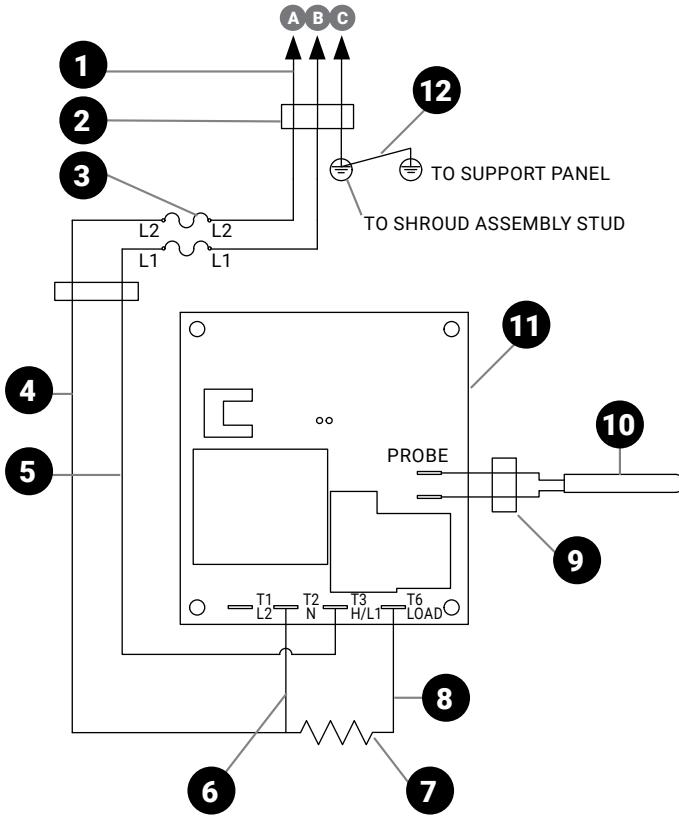 A B C
1
12
2
3
TO SUPPORT PANEL
TO SHROUD ASSEMBLY STUD
L2 L2
L1 L1
11
4
10
PROBE
5
9
T1 T2 T3 T6
L2 N H/L1 LOAD
8
6
7